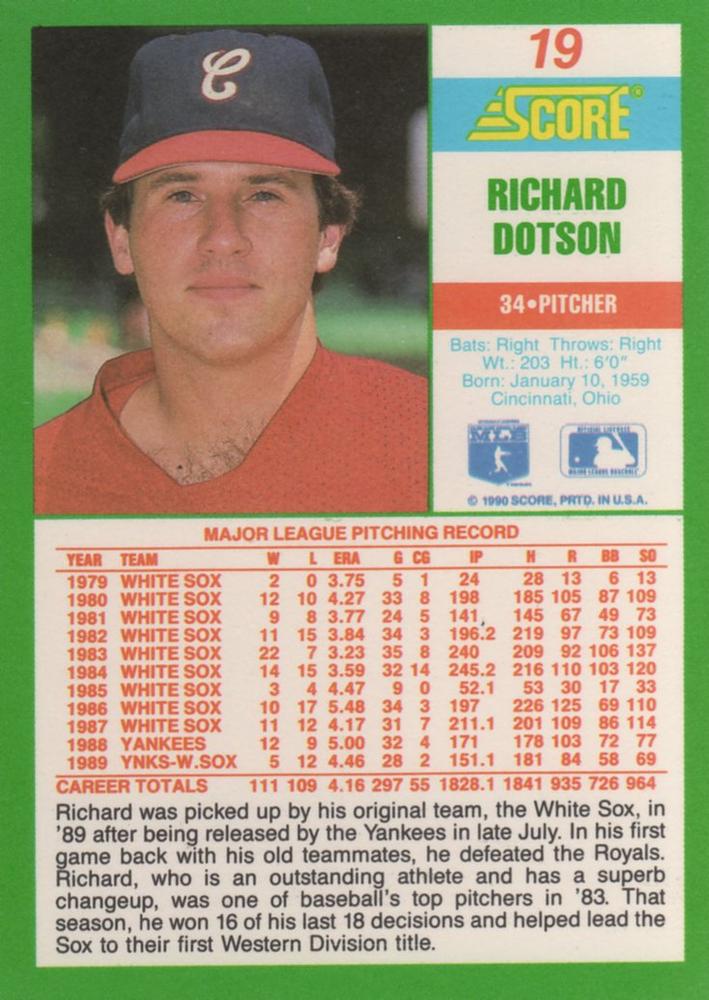 C
19
SCORE®
RICHARD
DOTSON
34•PITCHER
Bats: Right Throws: Right
Wt.: 203 Ht.: 6'0"
Born: January 10, 1959
Cincinnati, Ohio
OFFICIAL LICENSEE
MAJOR LEAGUE BASEBALL
© 1990 SCORE, PRTD. IN U.S.A.
MAJOR LEAGUE PITCHING RECORD
YEAR TEAM W L ERA G CG IP H R BB SO
1979 WHITE SOX 2 0 3.75 5 1 24 28 13 6 13
1980 WHITE SOX 12 10 4.27 33 8 198 185 105 87 109
1981 WHITE SOX 9 8 3.77 24 5 141 145 67 49 73
1982 WHITE SOX 11 15 3.84 34 3 196.2 219 97 73 109
1983 WHITE SOX 22 7 3.23 35 8 240 209 92 106 137
1984 WHITE SOX 14 15 3.59 32 14 245.2 216 110 103 120
1985 WHITE SOX 3 4 4.47 9 0 52.1 53 30 17 33
1986 WHITE SOX 10 17 5.48 34 3 197 226 125 69 110
1987 WHITE SOX 11 12 4.17 31 7 211.1 201 109 86 114
1988 YANKEES 12 9 5.00 32 4 171 178 103 72 77
1989 YNKS-W.SOX 5 12 4.46 28 2 151.1 181 84 58 69
CAREER TOTALS 111 109 4.16 297 55 1828.1 1841 935 726 964
Richard was picked up by his original team, the White Sox, in
'89 after being released by the Yankees in late July. In his first
game back with his old teammates, he defeated the Royals.
Richard, who is an outstanding athlete and has a superb
changeup, was one of baseball's top pitchers in '83. That
season, he won 16 of his last 18 decisions and helped lead the
Sox to their first Western Division title.